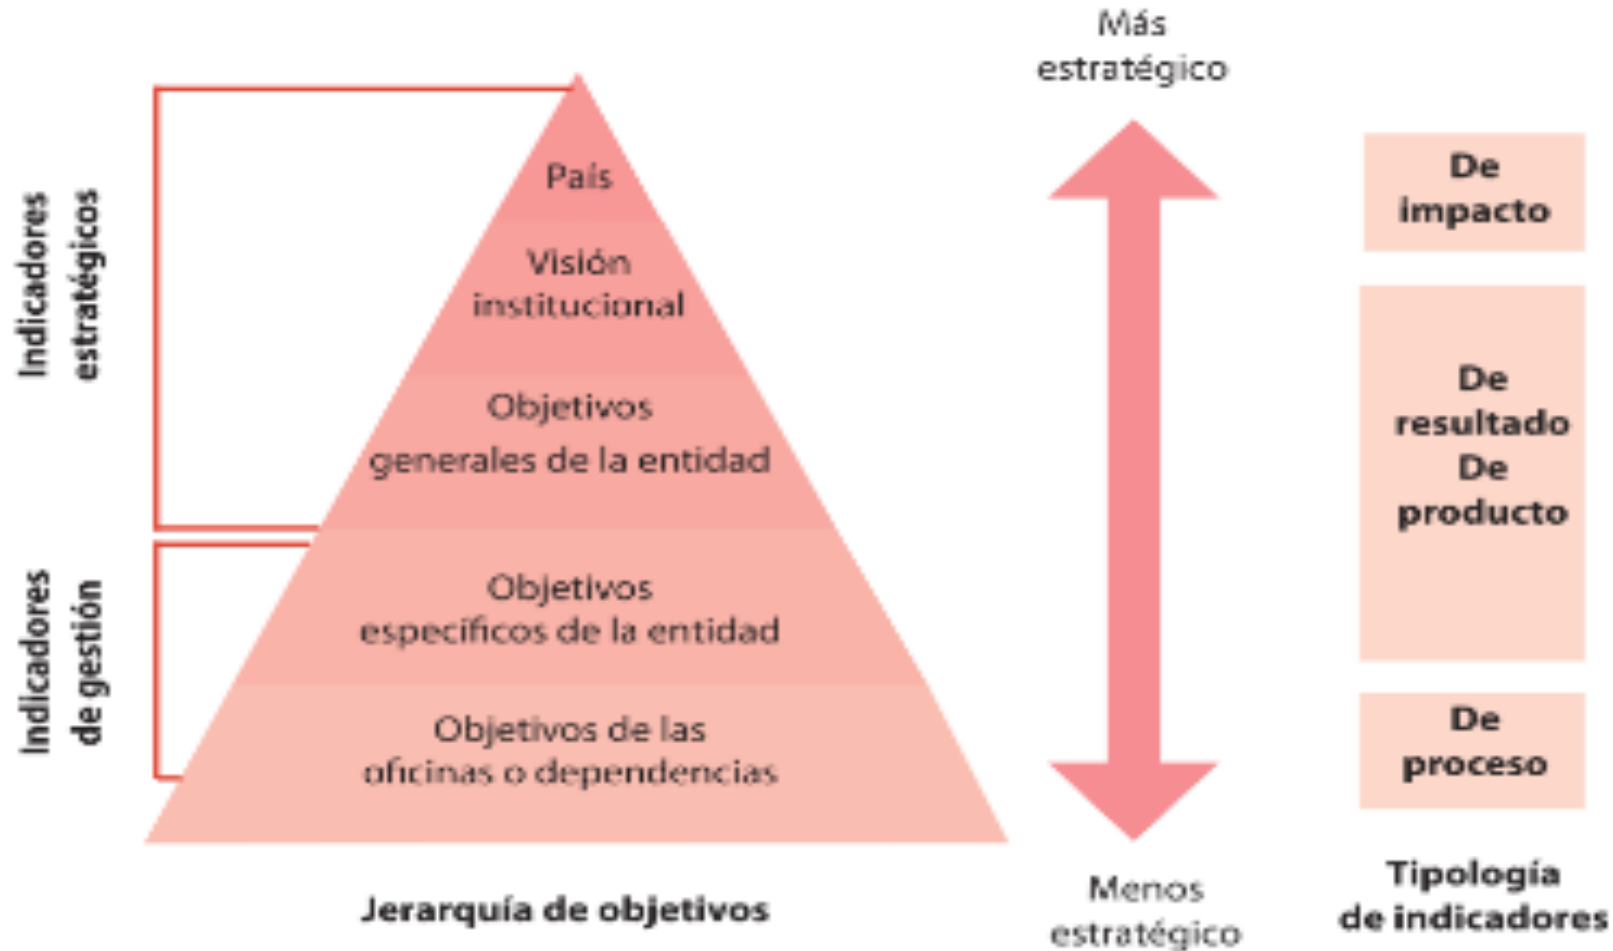 Más
estratégico
Indicadores
estratégicos
País
Visión
institucional
Objetivos
generales de la entidad
De
impacto
De
resultado
De
producto
Indicadores
de gestión
Objetivos
específicos de la entidad
Objetivos de las
oficinas o dependencias
De
proceso
Jerarquía de objetivos
Menos
estratégico
Tipología
de indicadores